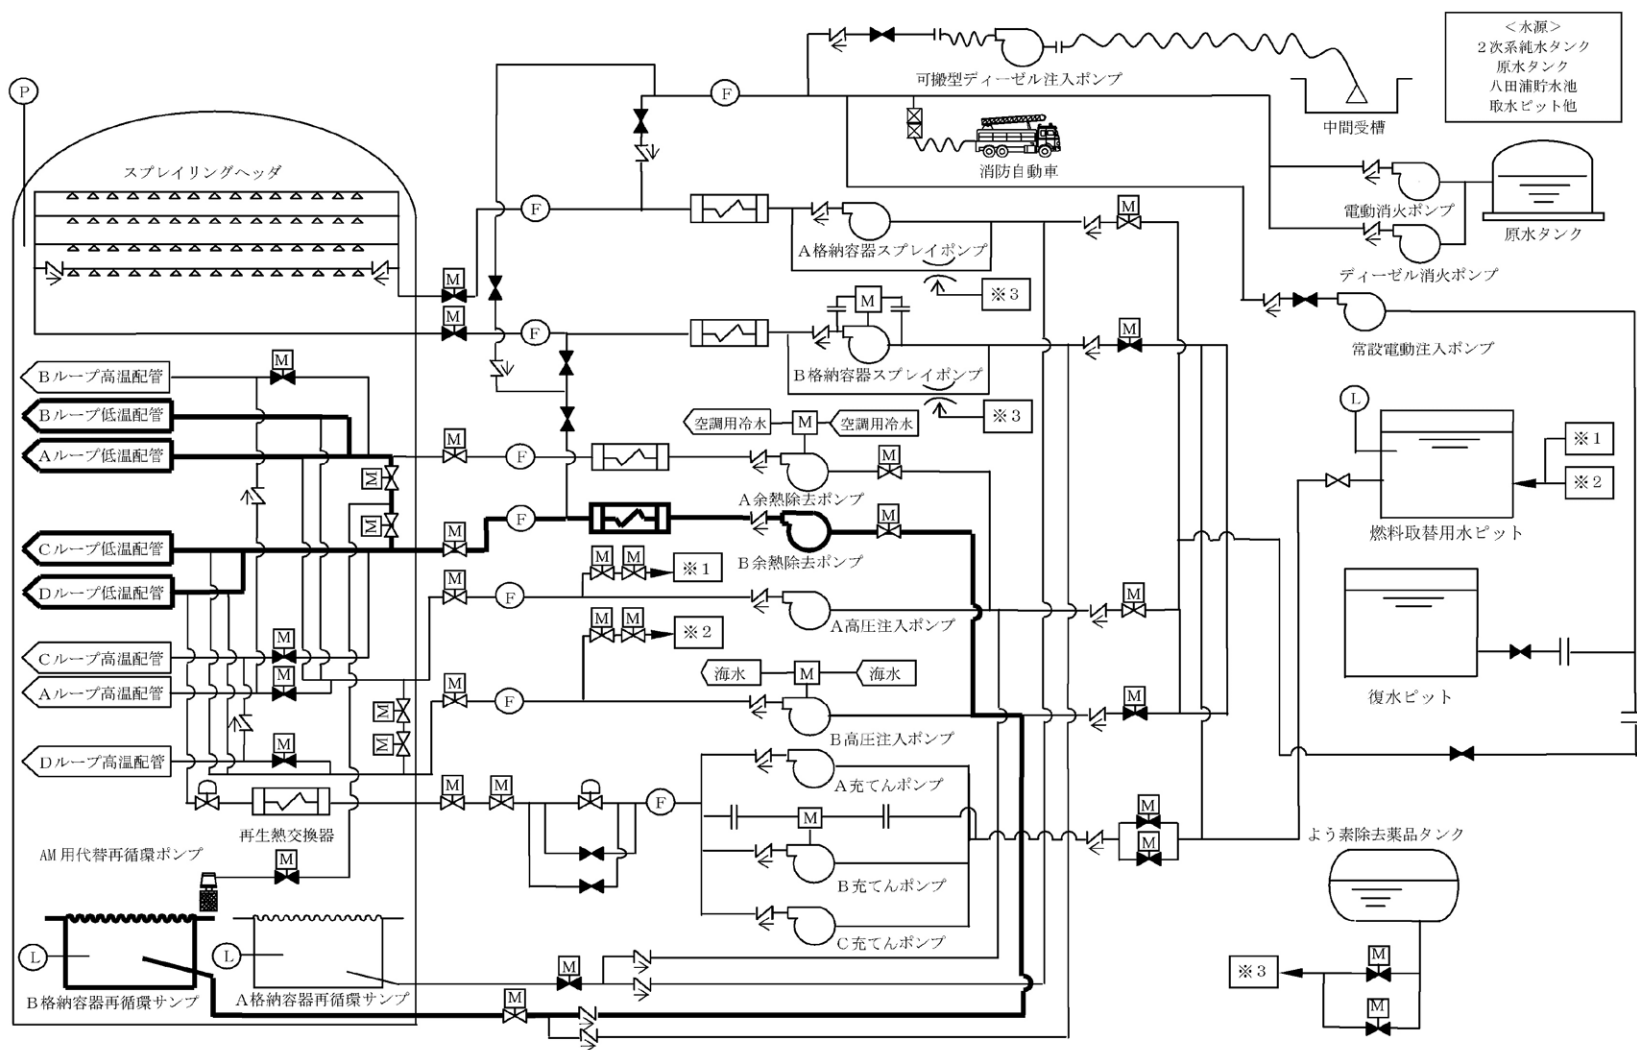 <水源>
2次系純水タンク
原水タンク
八田浦貯水池
取水ピット他
P
可搬型ディーゼル注入ポンプ
F
中間受槽
消防自動車
スプレイリングヘッダ
M
F
電動消火ポンプ
原水タンク
A格納容器スプレイポンプ
ディーゼル消火ポンプ
M
※3
M
M
F
M
常設電動注入ポンプ
B格納容器スプレイポンプ
M
Bループ高温配管
※3
L
Bループ低温配管
空調用冷水
M
空調用冷水
※1
Aループ低温配管
M
F
M
M
※2
A余熱除去ポンプ
M
F
M
Cループ低温配管
M
燃料取替用水ピット
B余熱除去ポンプ
M
M
※1
Dループ低温配管
M
F
M
A高圧注入ポンプ
M
M
※2
Cループ高温配管
M
海水
M
海水
Aループ高温配管
M
M
F
M
復水ピット
M
B高圧注入ポンプ
M
Dループ高温配管
M
A充てんポンプ
M
M
F
M
M
再生熱交換器
M
よう素除去薬品タンク
AM用代替再循環ポンプ
M
B充てんポンプ
C充てんポンプ
L
L
M
M
※3
B格納容器再循環サンプ
A格納容器再循環サンプ
M
M